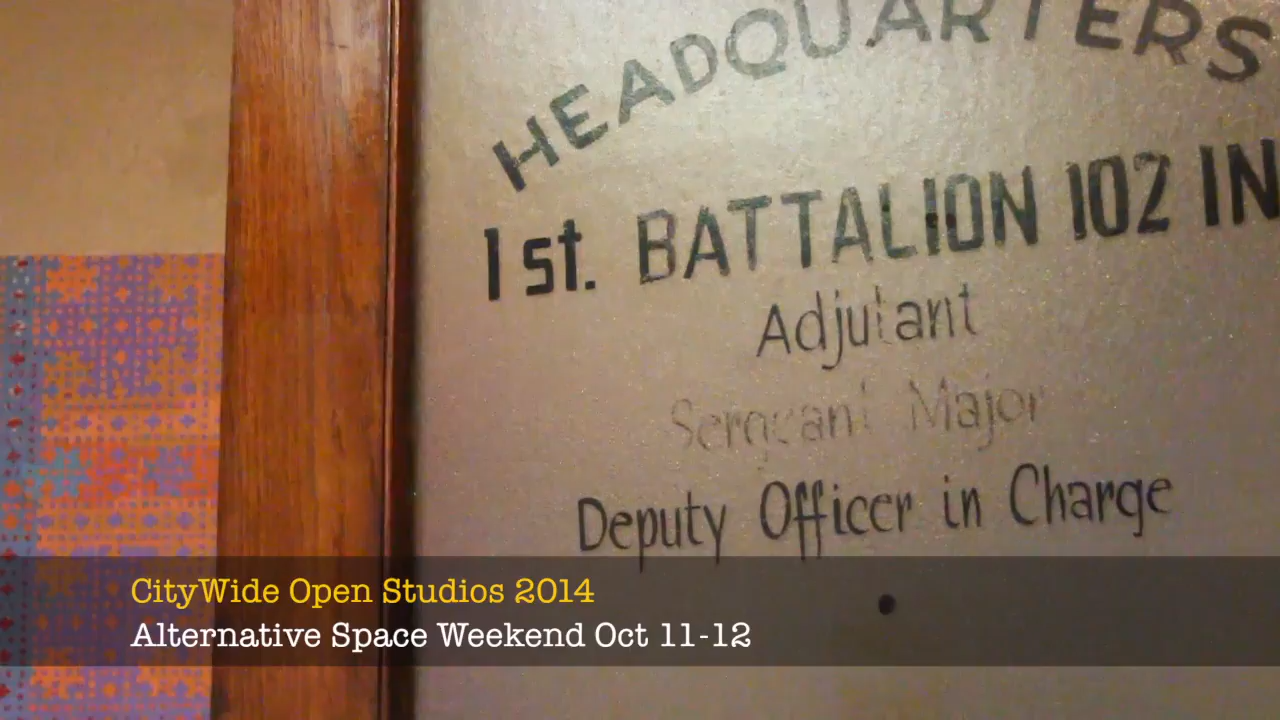 HEADQUARTERS
1st. BATTALION 102 IN
Adjutant
Sergeant Major
Deputy Officer in Charge
CityWide Open Studios 2014
Alternative Space Weekend Oct 11-12